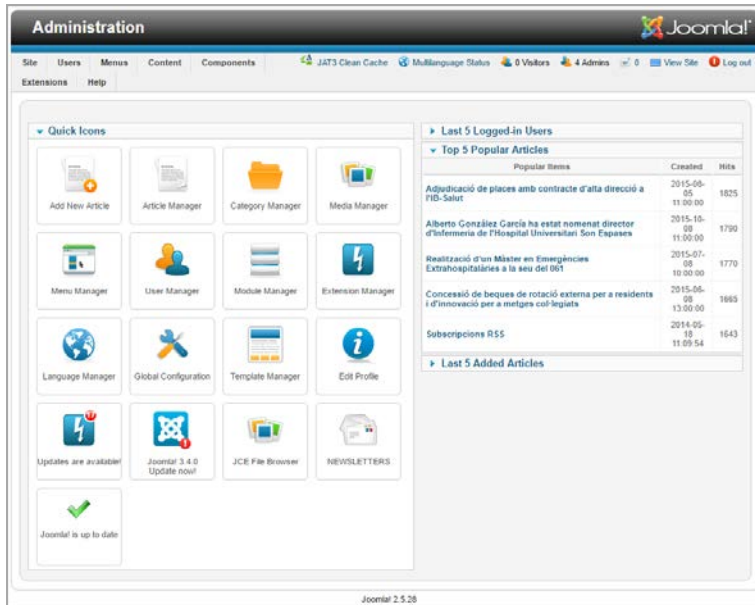 Administration
Joomla!
Site Users Menus Content Components JAT3 Clean Cache Multilanguage Status 0 Visitors 4 Admins 0 View Site Log out
Extensions Help
Quick Icons
Add New Article
Article Manager
Category Manager
Media Manager
Menu Manager
User Manager
Module Manager
Extension Manager
Language Manager
Global Configuration
Template Manager
Edit Profile
17
Updates are available!
1
Joomla! 3.4.0
Update now!
JCE File Browser
NEWSLETTERS
Joomla! is up to date
Last 5 Logged-in Users
Top 5 Popular Articles
Popular Items Created Hits
Adjudicació de places amb contracte d'alta direcció a
l'IB-Salut
2015-06-
05
11:00:00
1825
Alberto González García ha estat nomenat director
d'Infermeria de l'Hospital Universitari Son Espases
2015-10-
08
11:00:00
1790
Realització d'un Màster en Emergències
Extrahospitalàries a la seu del 061
2015-07-
08
10:00:00
1770
Concessió de beques de rotació externa per a residents
i d'innovació per a metges col·legiats
2015-06-
08
13:00:00
1665
Subscripcions RSS
2014-05-
18
11:09:54
1643
Last 5 Added Articles
Joomla! 2.5.28